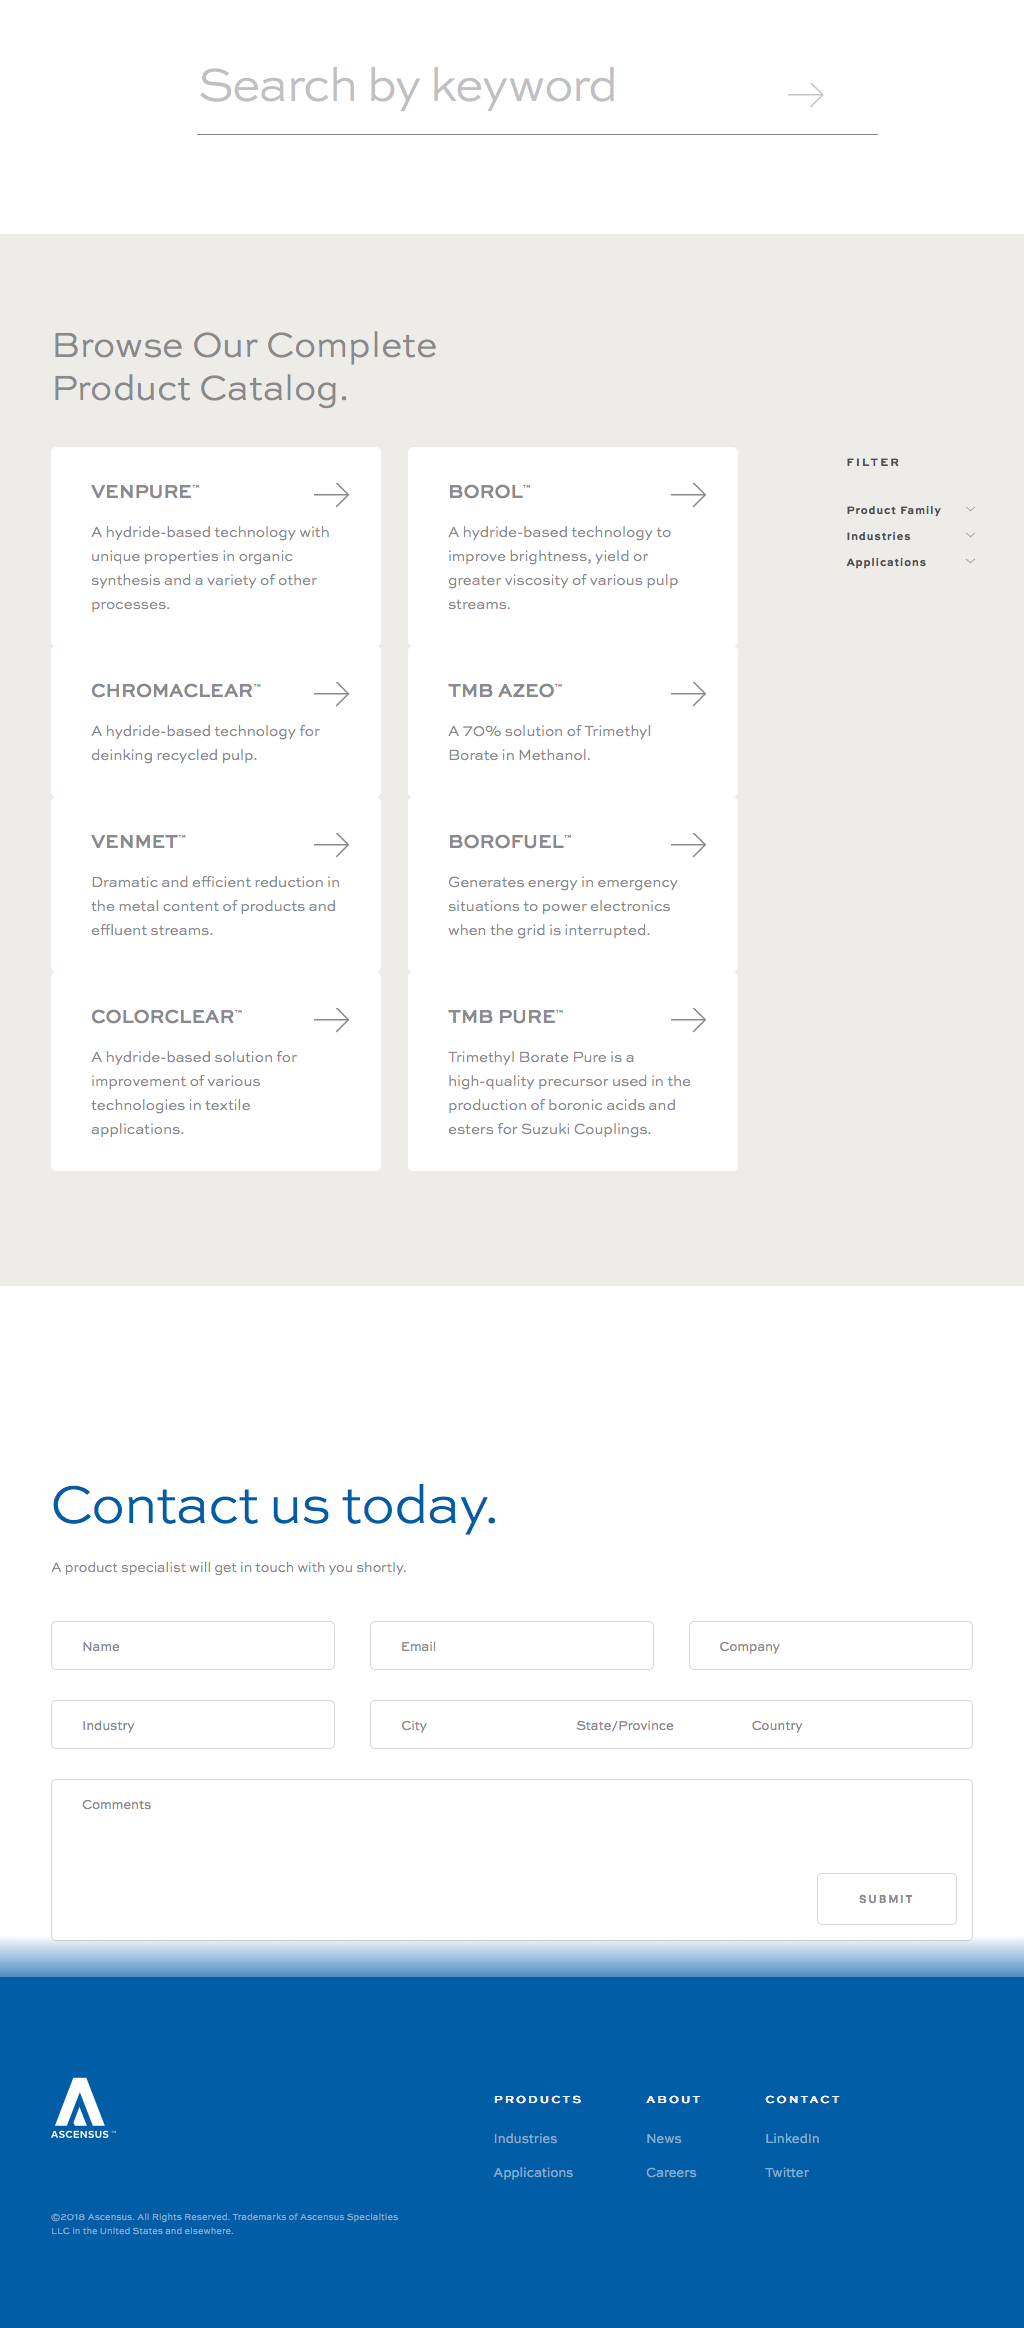 Search by keyword
Browse Our Complete
Product Catalog.
VENPURE™
A hydride-based technology with
unique properties in organic
synthesis and a variety of other
processes.
BOROL™
A hydride-based technology to
improve brightness, yield or
greater viscosity of various pulp
streams.
FILTER
Product Family
Industries
Applications
CHROMACLEAR™
A hydride-based technology for
deinking recycled pulp.
TMB AZEO™
A 70% solution of Trimethyl
Borate in Methanol.
VENMET™
Dramatic and efficient reduction in
the metal content of products and
effluent streams.
BOROFUEL™
Generates energy in emergency
situations to power electronics
when the grid is interrupted.
COLORCLEAR™
A hydride-based solution for
improvement of various
technologies in textile
applications.
TMB PURE™
Trimethyl Borate Pure is a
high-quality precursor used in the
production of boronic acids and
esters for Suzuki Couplings.
Contact us today.
A product specialist will get in touch with you shortly.
Name
Email
Company
Industry
City
State/Province
Country
Comments
SUBMIT
ASCENSUS™
PRODUCTS
Industries
Applications
ABOUT
News
Careers
CONTACT
LinkedIn
Twitter
©2018 Ascensus. All Rights Reserved. Trademarks of Ascensus Specialties
LLC in the United States and elsewhere.